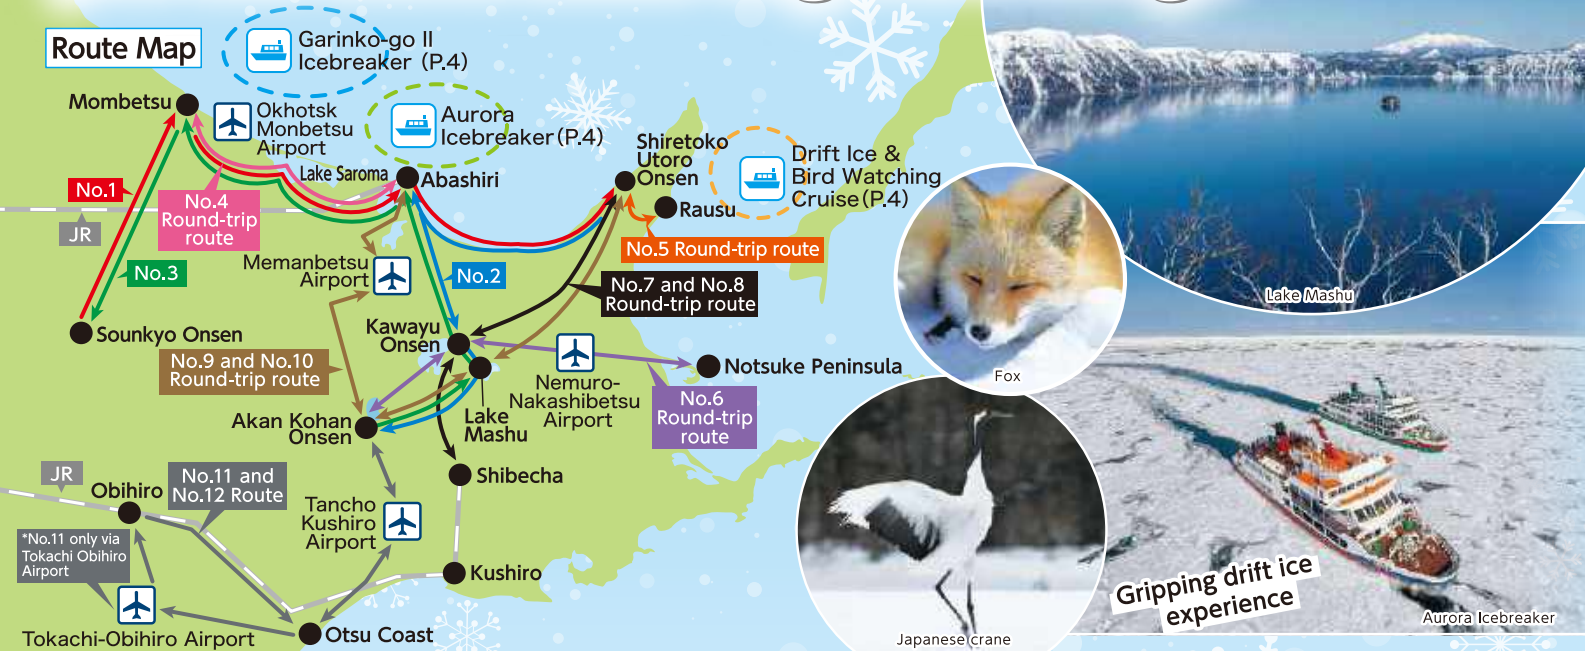 Route Map
Garinko-go II
Icebreaker (P.4)
Mombetsu
Okhotsk
Monbetsu
Airport
Aurora
Icebreaker (P.4)
Lake Saroma
Abashiri
Shiretoko
Utoro
Onsen
Drift Ice &
Bird Watching
Cruise (P.4)
Rausu
No.1
No.4
Round-trip
route
JR
No.3
Memanbetsu
Airport
No.2
No.5 Round-trip route
No.7 and No.8
Round-trip route
Sounkyo Onsen
Kawayu
Onsen
No.9 and No.10
Round-trip route
Notsuke Peninsula
Nemuro-
Nakashibetsu
Airport
No.6
Round-trip
route
Akan Kohan
Onsen
Lake
Mashu
Shibecha
JR
Obihiro
No.11 and
No.12 Route
Tancho
Kushiro
Airport
*No.11 only via
Tokachi Obihiro
Airport
Kushiro
Tokachi-Obihiro Airport
Otsu Coast
Lake Mashu
Fox
Japanese crane
Gripping drift ice
experience
Aurora Icebreaker